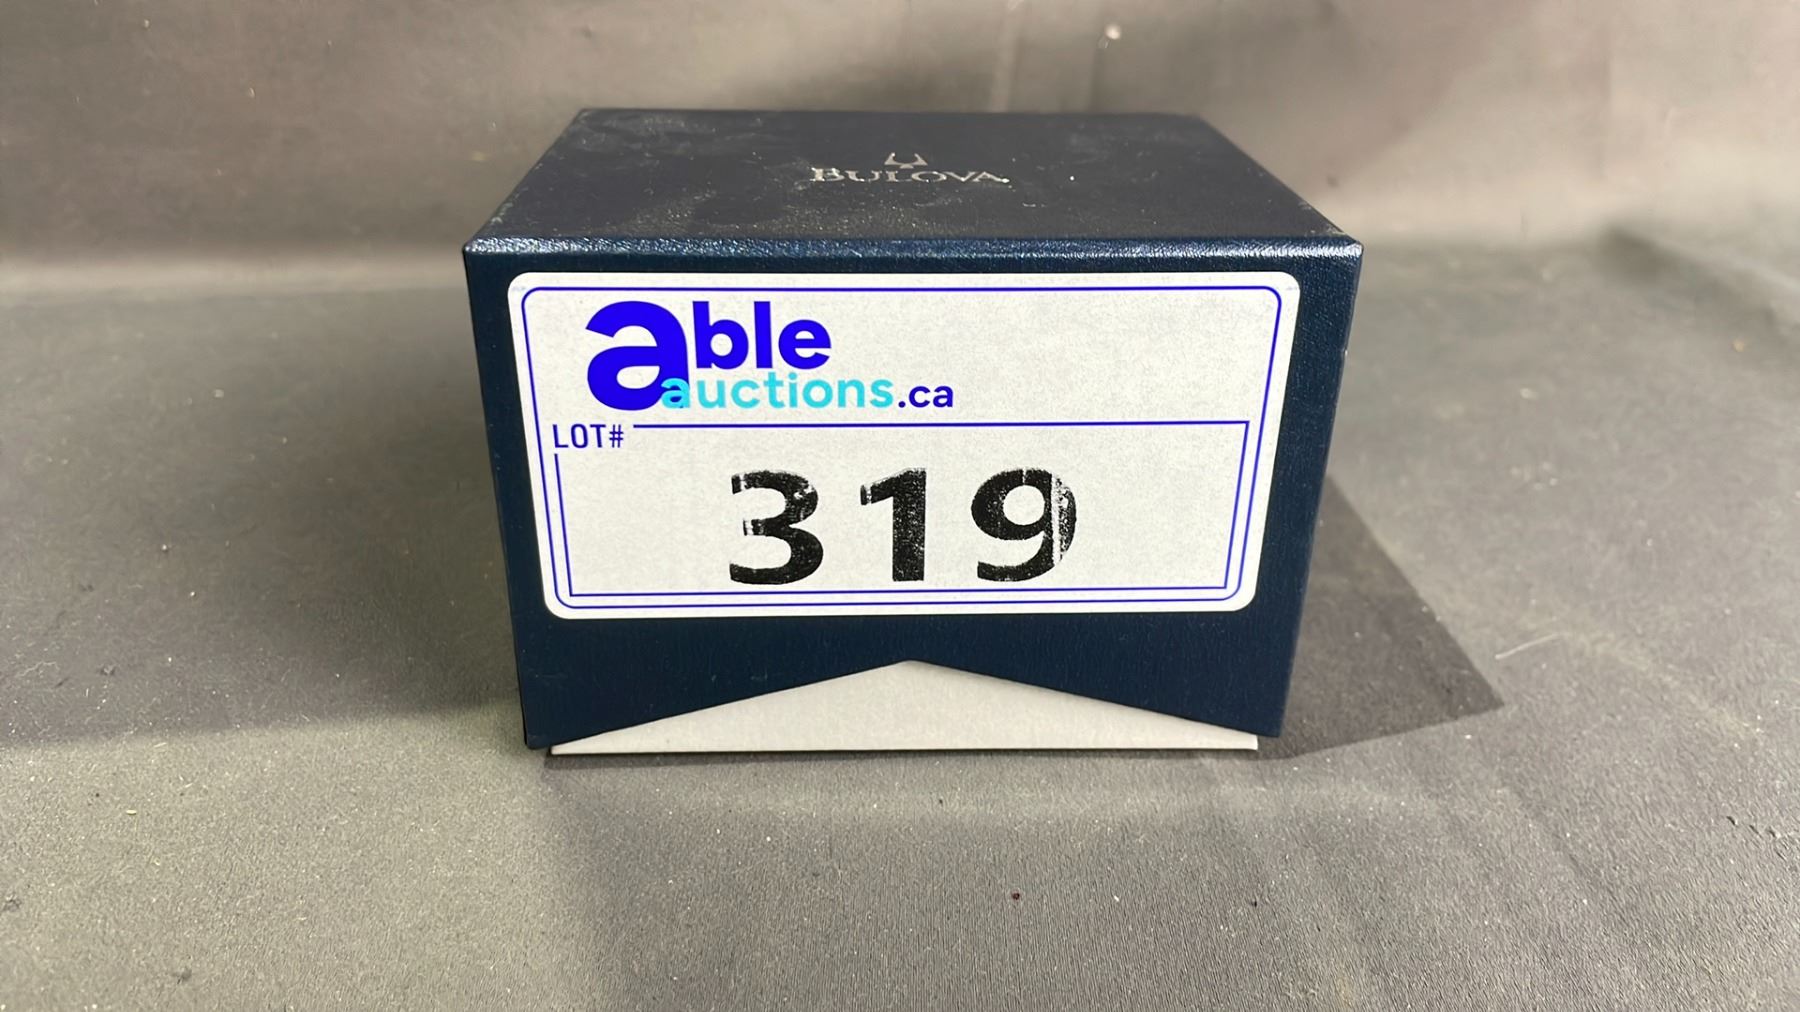 BULOVA
able
auctions.ca
LOT#
319